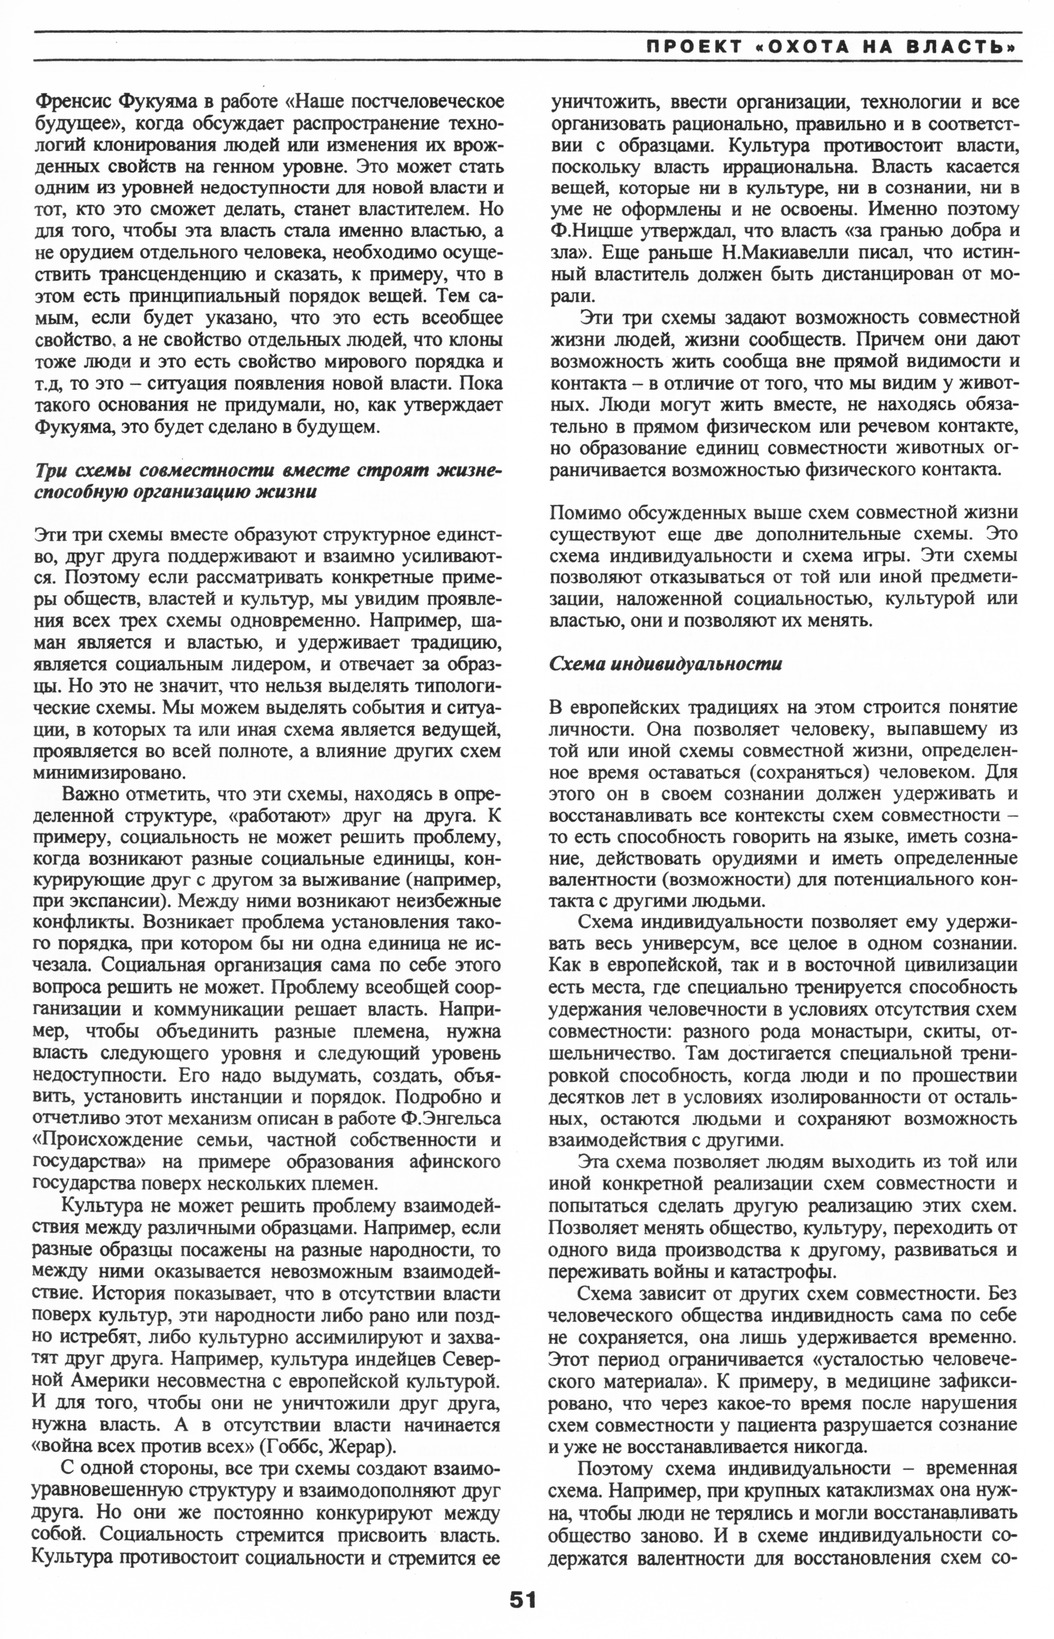 ПРОЕКТ «ОХОТА НА ВЛАСТЬ»
Френсис Фукуяма в работе «Наше постчеловеческое
будущее», когда обсуждает распространение техно-
логий клонирования людей или изменения их врож-
денных свойств на генном уровне. Это может стать
одним из уровней недоступности для новой власти и
тот, кто это сможет делать, станет властителем. Но
для того, чтобы эта власть стала именно властью, а
не орудием отдельного человека, необходимо осуще-
ствить трансценденцию и сказать, к примеру, что в
этом есть принципиальный порядок вещей. Тем са-
мым, если будет указано, что это есть всеобщее
свойство, а не свойство отдельных людей, что клоны
тоже люди и это есть свойство мирового порядка и
т.д, то это – ситуация появления новой власти. Пока
такого основания не придумали, но, как утверждает
Фукуяма, это будет сделано в будущем.
Три схемы совместности вместе строят жизне-
способную организацию жизни
Эти три схемы вместе образуют структурное единст-
во, друг друга поддерживают и взаимно усиливают-
ся. Поэтому если рассматривать конкретные приме-
ры обществ, властей и культур, мы увидим проявле-
ния всех трех схемы одновременно. Например, ша-
ман является и властью, и удерживает традицию,
является социальным лидером, и отвечает за образ-
цы. Но это не значит, что нельзя выделять типологи-
ческие схемы. Мы можем выделять события и ситуа-
ции, в которых та или иная схема является ведущей,
проявляется во всей полноте, а влияние других схем
минимизировано.
Важно отметить, что эти схемы, находясь в опре-
деленной структуре, «работают» друг на друга. К
примеру, социальность не может решить проблему,
когда возникают разные социальные единицы, кон-
курирующие друг с другом за выживание (например,
при экспансии). Между ними возникают неизбежные
конфликты. Возникает проблема установления тако-
го порядка, при котором бы ни одна единица не ис-
чезала. Социальная организация сама по себе этого
вопроса решить не может. Проблему всеобщей соор-
ганизации и коммуникации решает власть. Напри-
мер, чтобы объединить разные племена, нужна
власть следующего уровня и следующий уровень
недоступности. Его надо выдумать, создать, объя-
вить, установить инстанции и порядок. Подробно и
отчетливо этот механизм описан в работе Ф.Энгельса
«Происхождение семьи, частной собственности и
государства» на примере образования афинского
государства поверх нескольких племен.
Культура не может решить проблему взаимодей-
ствия между различными образцами. Например, если
разные образцы посажены на разные народности, то
между ними оказывается невозможным взаимодей-
ствие. История показывает, что в отсутствии власти
поверх культур, эти народности либо рано или позд-
но истребят, либо культурно ассимилируют и захва-
тят друг друга. Например, культура индейцев Север-
ной Америки несовместна с европейской культурой.
И для того, чтобы они не уничтожили друг друга,
нужна власть. А в отсутствии власти начинается
«война всех против всех» (Гоббс, Жерар).
С одной стороны, все три схемы создают взаимо-
уравновешенную структуру и взаимодополняют друг
друга. Но они же постоянно конкурируют между
собой. Социальность стремится присвоить власть.
Культура противостоит социальности и стремится ее
уничтожить, ввести организации, технологии и все
организовать рационально, правильно и в соответст-
вии с образцами. Культура противостоит власти,
поскольку власть иррациональна. Власть касается
вещей, которые ни в культуре, ни в сознании, ни в
уме не оформлены и не освоены. Именно поэтому
Ф.Ницше утверждал, что власть «за гранью добра и
зла». Еще раньше Н.Макиавелли писал, что истин-
ный властитель должен быть дистанцирован от мо-
рали.
Эти три схемы задают возможность совместной
жизни людей, жизни сообществ. Причем они дают
возможность жить сообща вне прямой видимости и
контакта – в отличие от того, что мы видим у живот-
ных. Люди могут жить вместе, не находясь обяза-
тельно в прямом физическом или речевом контакте,
но образование единиц совместности животных ог-
раничивается возможностью физического контакта.
Помимо обсужденных выше схем совместной жизни
существуют еще две дополнительные схемы. Это
схема индивидуальности и схема игры. Эти схемы
позволяют отказываться от той или иной предмети-
зации, наложенной социальностью, культурой или
властью, они и позволяют их менять.
Схема индивидуальности
В европейских традициях на этом строится понятие
личности. Она позволяет человеку, выпавшему из
той или иной схемы совместной жизни, определен-
ное время оставаться (сохраняться) человеком. Для
этого он в своем сознании должен удерживать и
восстанавливать все контексты схем совместности –
то есть способность говорить на языке, иметь созна-
ние, действовать орудиями и иметь определенные
валентности (возможности) для потенциального кон-
такта с другими людьми.
Схема индивидуальности позволяет ему удержи-
вать весь универсум, все целое в одном сознании.
Как в европейской, так и в восточной цивилизации
есть места, где специально тренируется способность
удержания человечности в условиях отсутствия схем
совместности: разного рода монастыри, скиты, от-
шельничество. Там достигается специальной трени-
ровкой способность, когда люди и по прошествии
десятков лет в условиях изолированности от осталь-
ных, остаются людьми и сохраняют возможность
взаимодействия с другими.
Эта схема позволяет людям выходить из той или
иной конкретной реализации схем совместности и
попытаться сделать другую реализацию этих схем.
Позволяет менять общество, культуру, переходить от
одного вида производства к другому, развиваться и
переживать войны и катастрофы.
Схема зависит от других схем совместности. Без
человеческого общества индивидность сама по себе
не сохраняется, она лишь удерживается временно.
Этот период ограничивается «усталостью человече-
ского материала». К примеру, в медицине зафикси-
ровано, что через какое-то время после нарушения
схем совместности у пациента разрушается сознание
и уже не восстанавливается никогда.
Поэтому схема индивидуальности – временная
схема. Например, при крупных катаклизмах она нуж-
на, чтобы люди не терялись и могли восстанавливать
общество заново. И в схеме индивидуальности со-
держатся валентности для восстановления схем со-
51